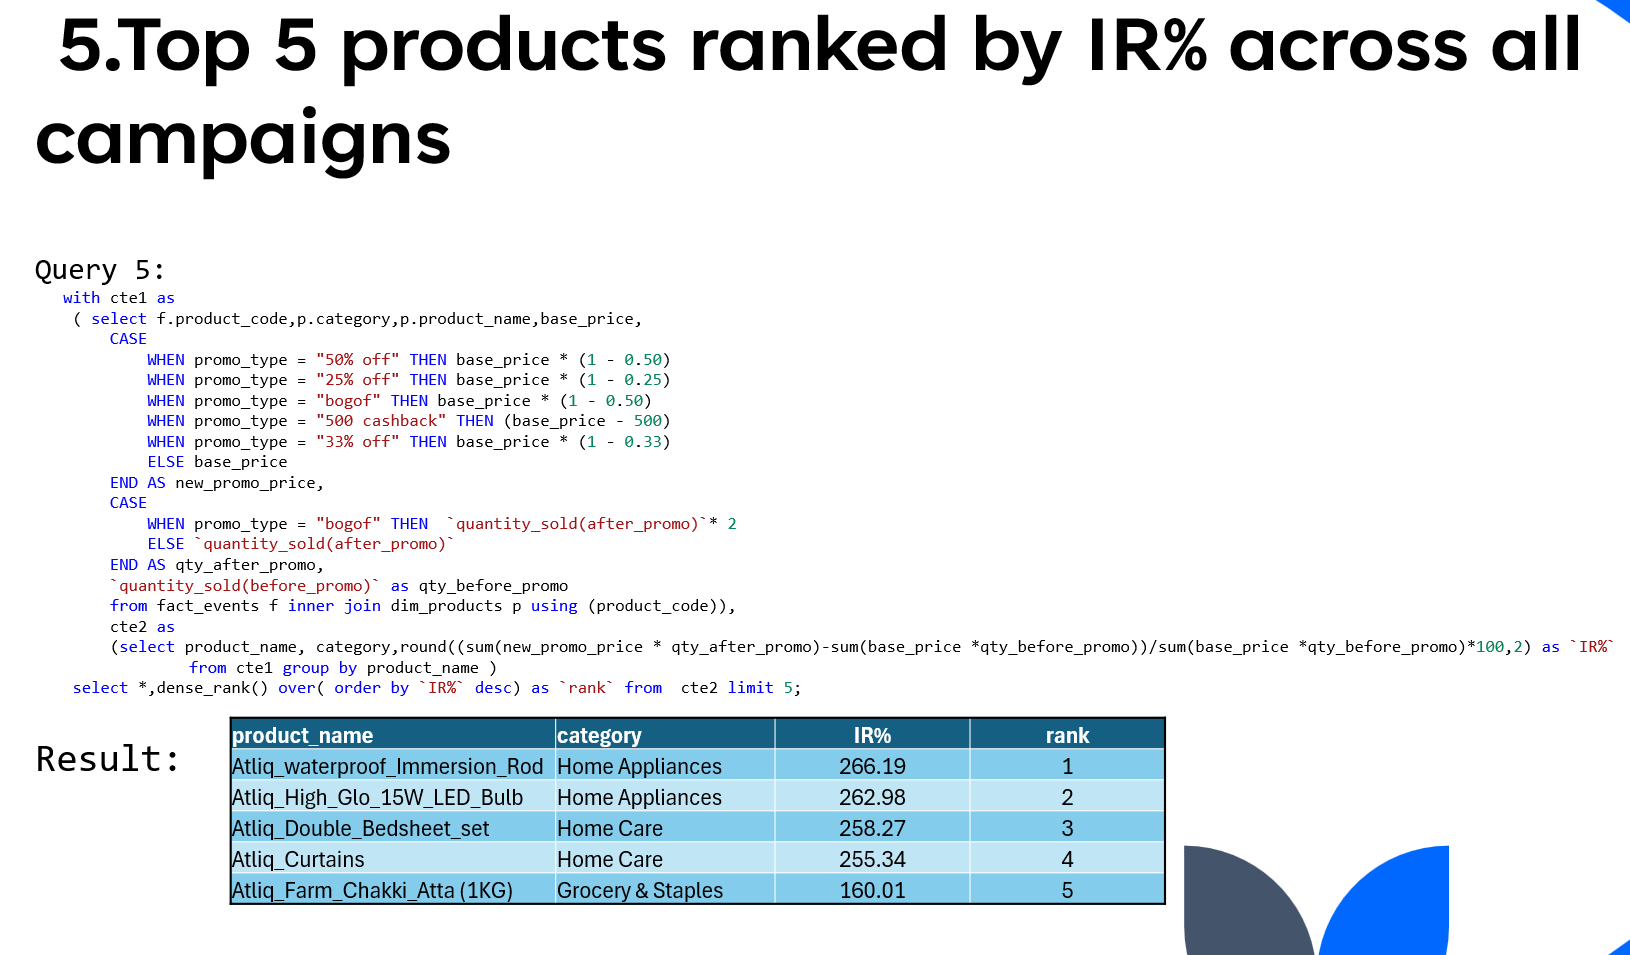 5.Top 5 products ranked by IR% across all
campaigns
Query 5:
with cte1 as
( select f.product_code,p.category,p.product_name,base_price,
CASE
WHEN promo_type = "50% off" THEN base_price * (1 - 0.50)
WHEN promo_type = "25% off" THEN base_price * (1 - 0.25)
WHEN promo_type = "bogof" THEN base_price * (1 - 0.50)
WHEN promo_type = "500 cashback" THEN (base_price - 500)
WHEN promo_type = "33% off" THEN base_price * (1 - 0.33)
ELSE base_price
END AS new_promo_price,
CASE
WHEN promo_type = "bogof" THEN  `quantity_sold(after_promo)`* 2
ELSE `quantity_sold(after_promo)`
END AS qty_after_promo,
`quantity_sold(before_promo)` as qty_before_promo
from fact_events f inner join dim_products p using (product_code)),
cte2 as
(select product_name, category,round((sum(new_promo_price * qty_after_promo)-sum(base_price *qty_before_promo))/sum(base_price *qty_before_promo)*100,2) as `IR%`
from cte1 group by product_name )
select *,dense_rank() over( order by `IR%` desc) as `rank` from  cte2 limit 5;
Result:
product_name category IR% rank
Atliq_waterproof_Immersion_Rod Home Appliances 266.19 1
Atliq_High_Glo_15W_LED_Bulb Home Appliances 262.98 2
Atliq_Double_Bedsheet_set Home Care 258.27 3
Atliq_Curtains Home Care 255.34 4
Atliq_Farm_Chakki_Atta (1KG) Grocery & Staples 160.01 5